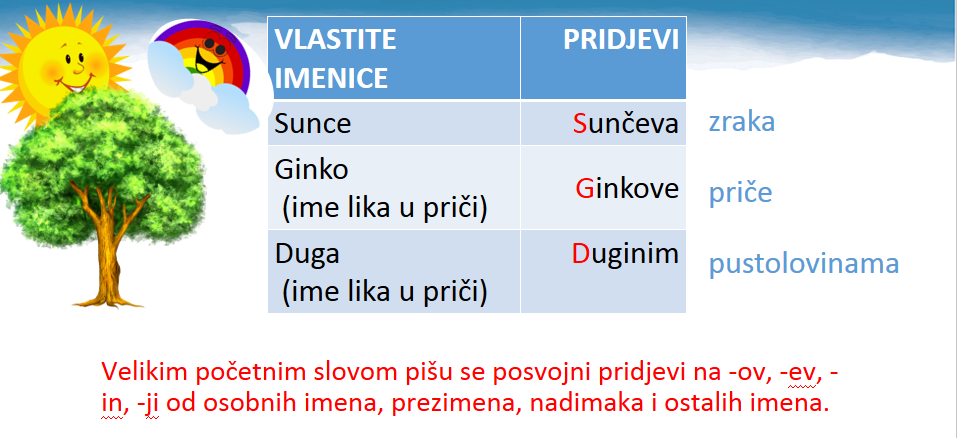 VLASTITE IMENICE PRIDJEVI
Sunce Sunčeva zraka
Ginko
(ime lika u priči) Ginkove priče
Duga
(ime lika u priči) Duginim pustolovinama
Velikim početnim slovom pišu se posvojni pridjevi na -ov, -ev, -
in, -ji od osobnih imena, prezimena, nadimaka i ostalih imena.